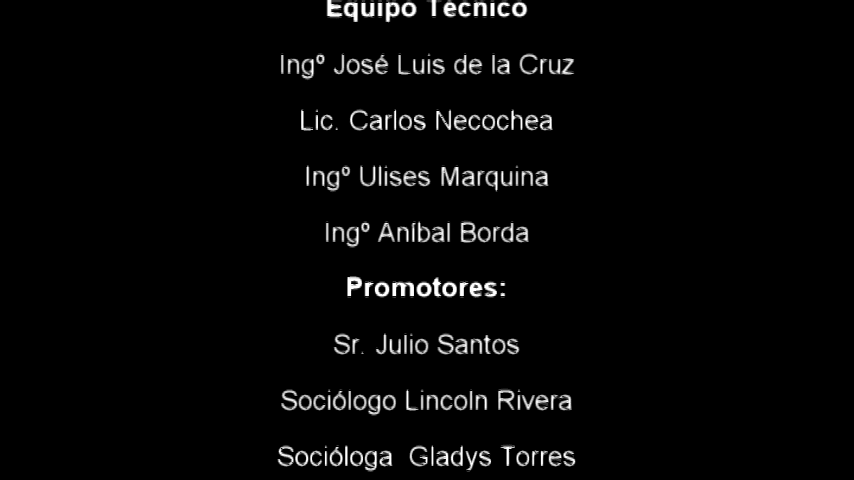 Equipo Técnico
Ingº José Luis de la Cruz
Lic. Carlos Necochea
Ingº Ulises Marquina
Ingº Aníbal Borda
Promotores:
Sr. Julio Santos
Sociólogo Lincoln Rivera
Socióloga Gladys Torres